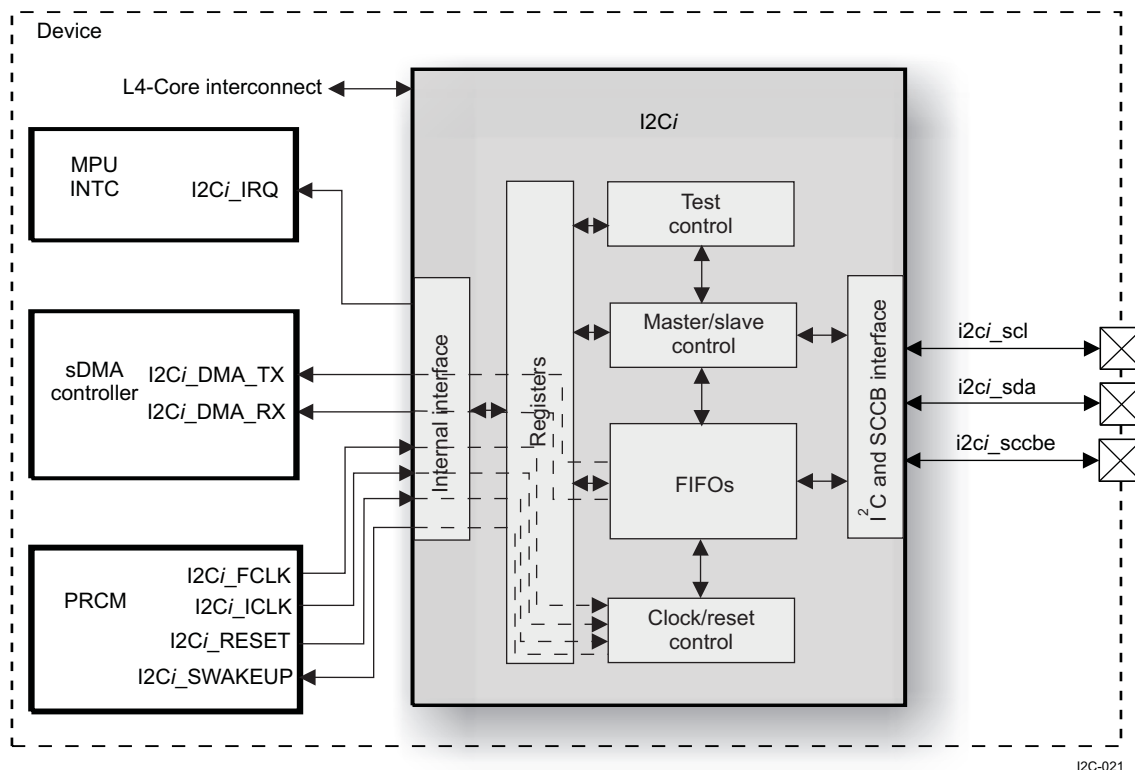 Device
L4-Core interconnect
I2Ci
MPU
INTC
I2Ci_IRQ
Test
control
Master/slave
control
sDMA
controller
I2Ci_DMA_TX
I2Ci_DMA_RX
Internal interface
Registers
FIFOs
I2C and SCCB interface
i2ci_scl
i2ci_sda
i2ci_sccbe
PRCM
I2Ci_FCLK
I2Ci_ICLK
I2Ci_RESET
I2Ci_SWAKEUP
Clock/reset
control
I2C-021